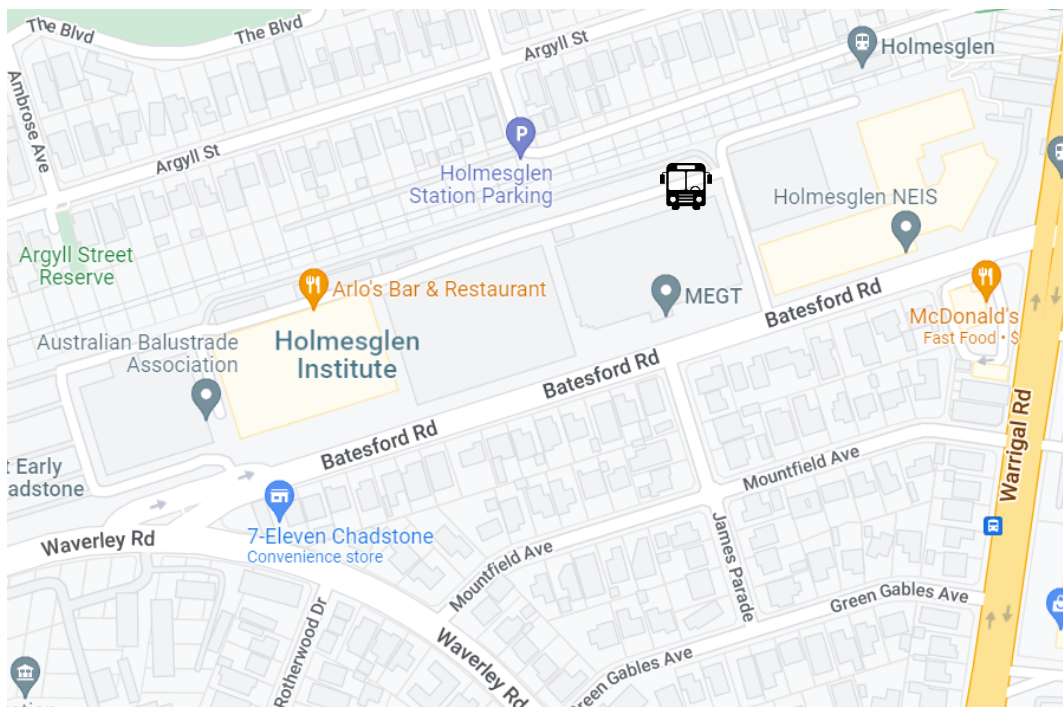 The Blvd
The Blvd
Argyll St
Holmesglen
Ambrose Ave
P
Argyll St
Holmesglen
Station Parking
Holmesglen NEIS
Argyll Street
Reserve
Arlo's Bar & Restaurant
MEGT
Batesford Rd
McDonald's
Fast Food • $
Australian Balustrade
Association
Holmesglen
Institute
Batesford Rd
Warrigal Rd
Batesford Rd
t Early
adstone
Mountfield Ave
7-Eleven Chadstone
Convenience store
Waverley Rd
Mountfield Ave
James Parade
Green Gables Ave
Rotherwood Dr
Waverley Rd
Green Gables Ave